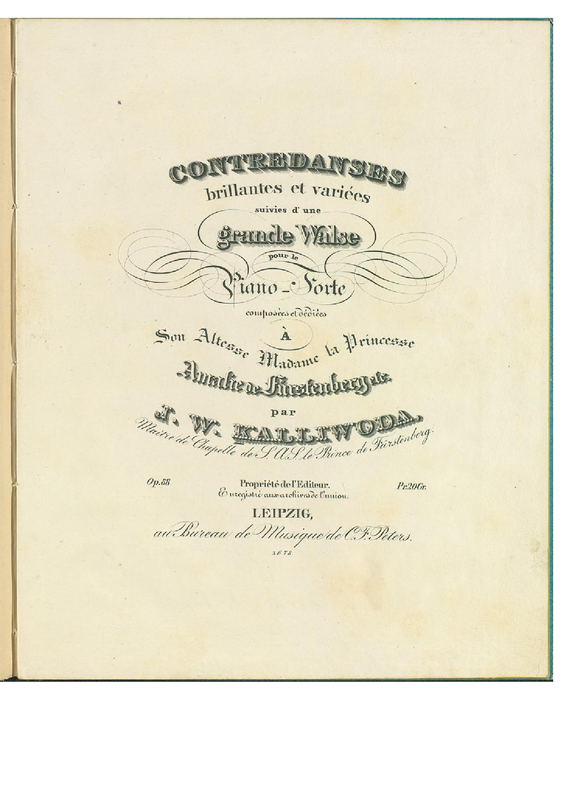 CONTREDANSES
brillantes et variées
suivies d'une
grande Walse
pour le
Piano-Forte
composées et dédiées
À
Son Altesse Madame la Princesse
Amalie de Fürstenberg etc.
par
J. W. KALLIWODA,
Maitre de Chapelle de S. A. S. le Prince de Fürstenberg.
Op. 88 Propriété de l'Editeur. Pr. 20 Gr.
Enregistré aux archives de l'union.
LEIPZIG,
au Bureau de Musique de C. F. Peters.